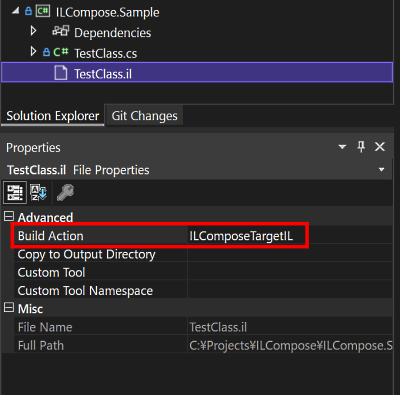 ILCompose.Sample
Dependencies
C# TestClass.cs
TestClass.il
Solution Explorer Git Changes
Properties
TestClass.il File Properties
Advanced
Build Action ILComposeTargetIL
Copy to Output Directory
Custom Tool
Custom Tool Namespace
Misc
File Name TestClass.il
Full Path C:¥Projects¥ILCompose¥ILCompose.S